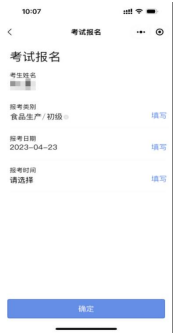 10:07
考试报名
考试报名
考生姓名
报考类别
食品生产/初级
填写
报考日期
2023-04-23
填写
报考时间
请选择
填写
确定